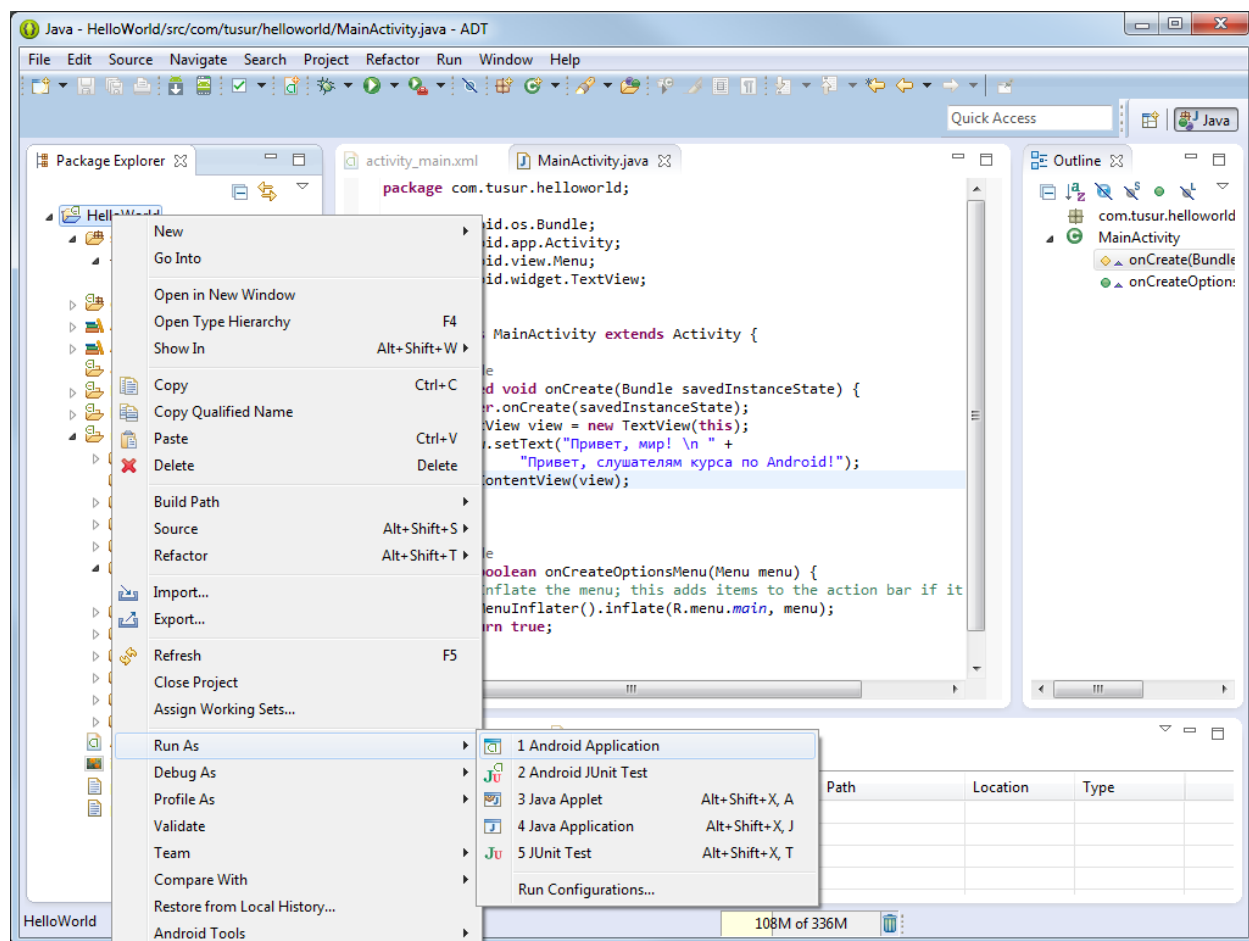 Java - HelloWorld/src/com/tusur/helloworld/MainActivity.java - ADT
File Edit Source Navigate Search Project Refactor Run Window Help
Quick Access
Java
Package Explorer
HelloWorld
New
Go Into
Open in New Window
Open Type Hierarchy F4
Show In Alt+Shift+W
Copy Ctrl+C
Copy Qualified Name
Paste Ctrl+V
Delete Delete
Build Path
Source Alt+Shift+S
Refactor Alt+Shift+T
Import...
Export...
Refresh F5
Close Project
Assign Working Sets...
Run As
Debug As
Profile As
Validate
Team
Compare With
Restore from Local History...
Android Tools
1 Android Application
2 Android JUnit Test
3 Java Applet Alt+Shift+X, A
4 Java Application Alt+Shift+X, J
5 JUnit Test Alt+Shift+X, T
Run Configurations...
activity_main.xml MainActivity.java
package com.tusur.helloworld;
id.os.Bundle;
id.app.Activity;
id.view.Menu;
id.widget.TextView;
MainActivity extends Activity {
void onCreate(Bundle savedInstanceState) {
r.onCreate(savedInstanceState);
View view = new TextView(this);
.setText("Привет, мир! \n " +
"Привет, слушателям курса по Android!");
ContentView(view);
boolean onCreateOptionsMenu(Menu menu) {
nflate the menu; this adds items to the action bar if it
MenuInflater().inflate(R.menu.main, menu);
rn true;
Outline
com.tusur.helloworld
MainActivity
onCreate(Bundle
onCreateOption
Path Location Type
HelloWorld
108M of 336M